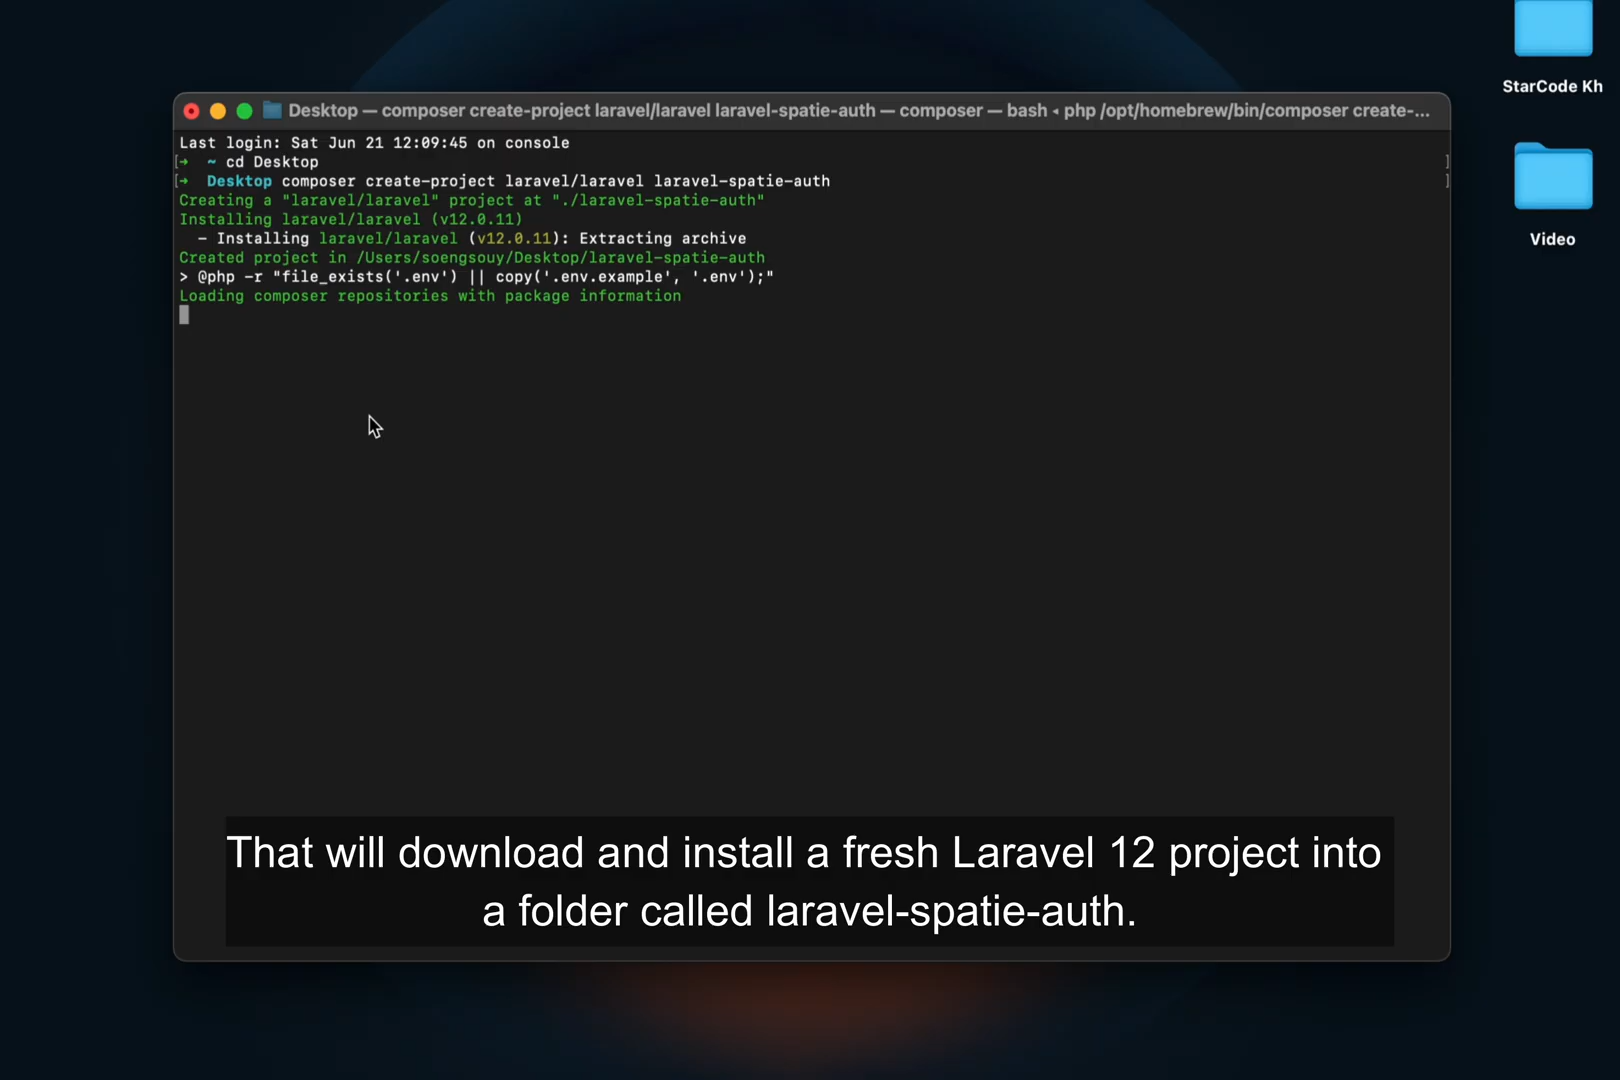 StarCode Kh
Desktop — composer create-project laravel/laravel laravel-spatie-auth — composer — bash ◂ php /opt/homebrew/bin/composer create-...
Last login: Sat Jun 21 12:09:45 on console
[➜  ~ cd Desktop ]
[➜  Desktop composer create-project laravel/laravel laravel-spatie-auth ]
Creating a "laravel/laravel" project at "./laravel-spatie-auth"
Installing laravel/laravel (v12.0.11)
  - Installing laravel/laravel (v12.0.11): Extracting archive
Created project in /Users/soengsouy/Desktop/laravel-spatie-auth
> @php -r "file_exists('.env') || copy('.env.example', '.env');"
Loading composer repositories with package information
Video
That will download and install a fresh Laravel 12 project into
a folder called laravel-spatie-auth.